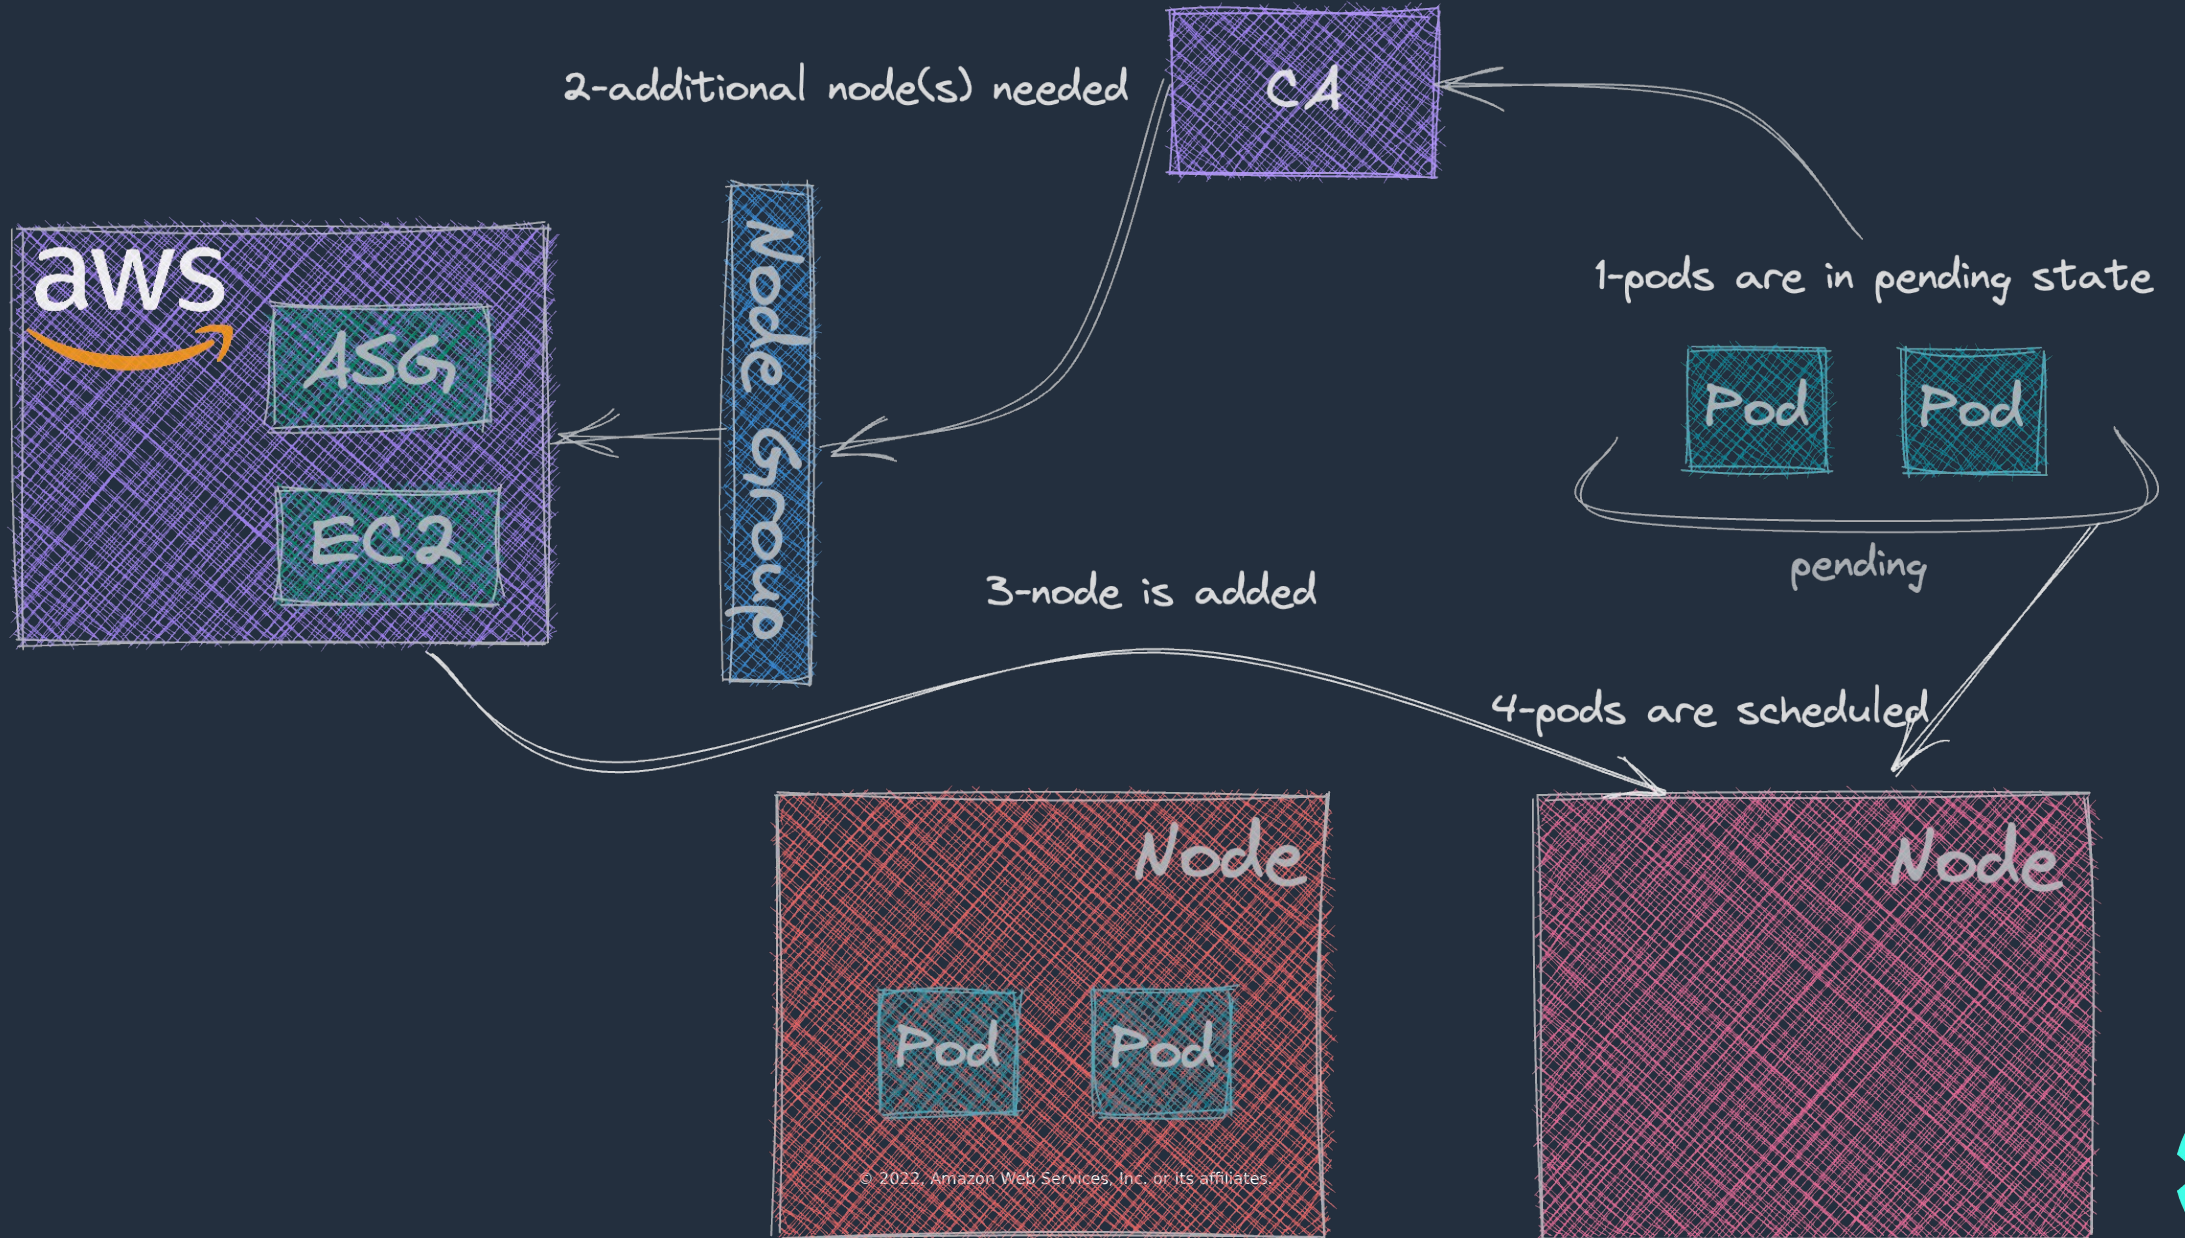 CA
2-additional node(s) needed
1-pods are in pending state
aws
ASG
EC2
Node Group
Pod
Pod
pending
3-node is added
4-pods are scheduled
Node
Pod
Pod
Node
© 2022, Amazon Web Services, Inc. or its affiliates.